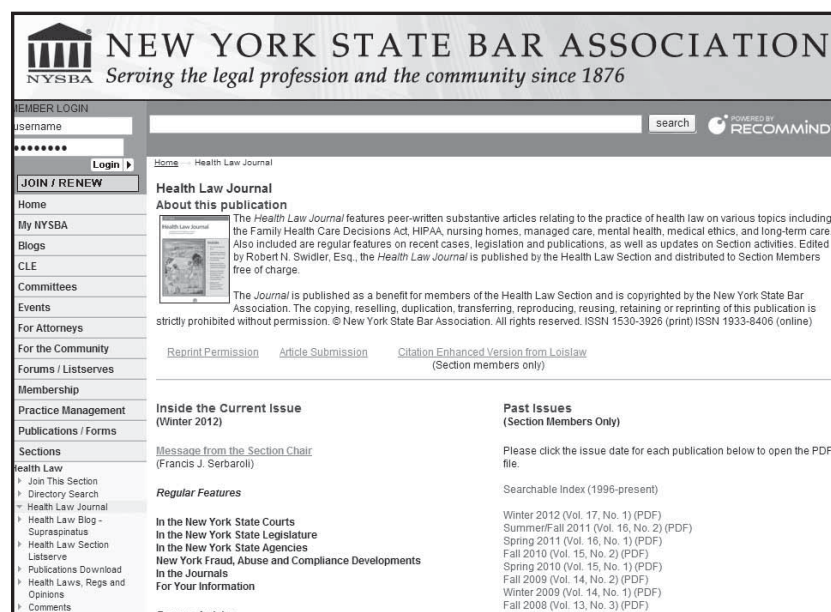 NEW YORK STATE BAR ASSOCIATION
NYSBA
Serving the legal profession and the community since 1876
MEMBER LOGIN
username
Login
JOIN / RENEW
Home
My NYSBA
Blogs
CLE
Committees
Events
For Attorneys
For the Community
Forums / Listserves
Membership
Practice Management
Publications / Forms
Sections
Health Law
Join This Section
Directory Search
Health Law Journal
Health Law Blog -
Supraspinatus
Health Law Section
Listserve
Publications Download
Health Laws, Regs and
Opinions
Comments
search
POWERED BY
RECOMMIND
Home Health Law Journal
Health Law Journal
About this publication
Health Law Journal
The Health Law Journal features peer-written substantive articles relating to the practice of health law on various topics including
the Family Health Care Decisions Act, HIPAA, nursing homes, managed care, mental health, medical ethics, and long-term care.
Also included are regular features on recent cases, legislation and publications, as well as updates on Section activities. Edited
by Robert N. Swidler, Esq., the Health Law Journal is published by the Health Law Section and distributed to Section Members
free of charge.
The Journal is published as a benefit for members of the Health Law Section and is copyrighted by the New York State Bar
Association. The copying, reselling, duplication, transferring, reproducing, reusing, retaining or reprinting of this publication is
strictly prohibited without permission. © New York State Bar Association. All rights reserved. ISSN 1530-3926 (print) ISSN 1933-8406 (online)
Reprint Permission Article Submission Citation Enhanced Version from Loislaw
(Section members only)
Inside the Current Issue
(Winter 2012)
Message from the Section Chair
(Francis J. Serbaroli)
Regular Features
In the New York State Courts
In the New York State Legislature
In the New York State Agencies
New York Fraud, Abuse and Compliance Developments
In the Journals
For Your Information
Past Issues
(Section Members Only)
Please click the issue date for each publication below to open the PDF
file.
Searchable Index (1996-present)
Winter 2012 (Vol. 17, No. 1) (PDF)
Summer/Fall 2011 (Vol. 16, No. 2) (PDF)
Spring 2011 (Vol. 16, No. 1) (PDF)
Fall 2010 (Vol. 15, No. 2) (PDF)
Spring 2010 (Vol. 15, No. 1) (PDF)
Fall 2009 (Vol. 14, No. 2) (PDF)
Winter 2009 (Vol. 14, No. 1) (PDF)
Fall 2008 (Vol. 13, No. 3) (PDF)